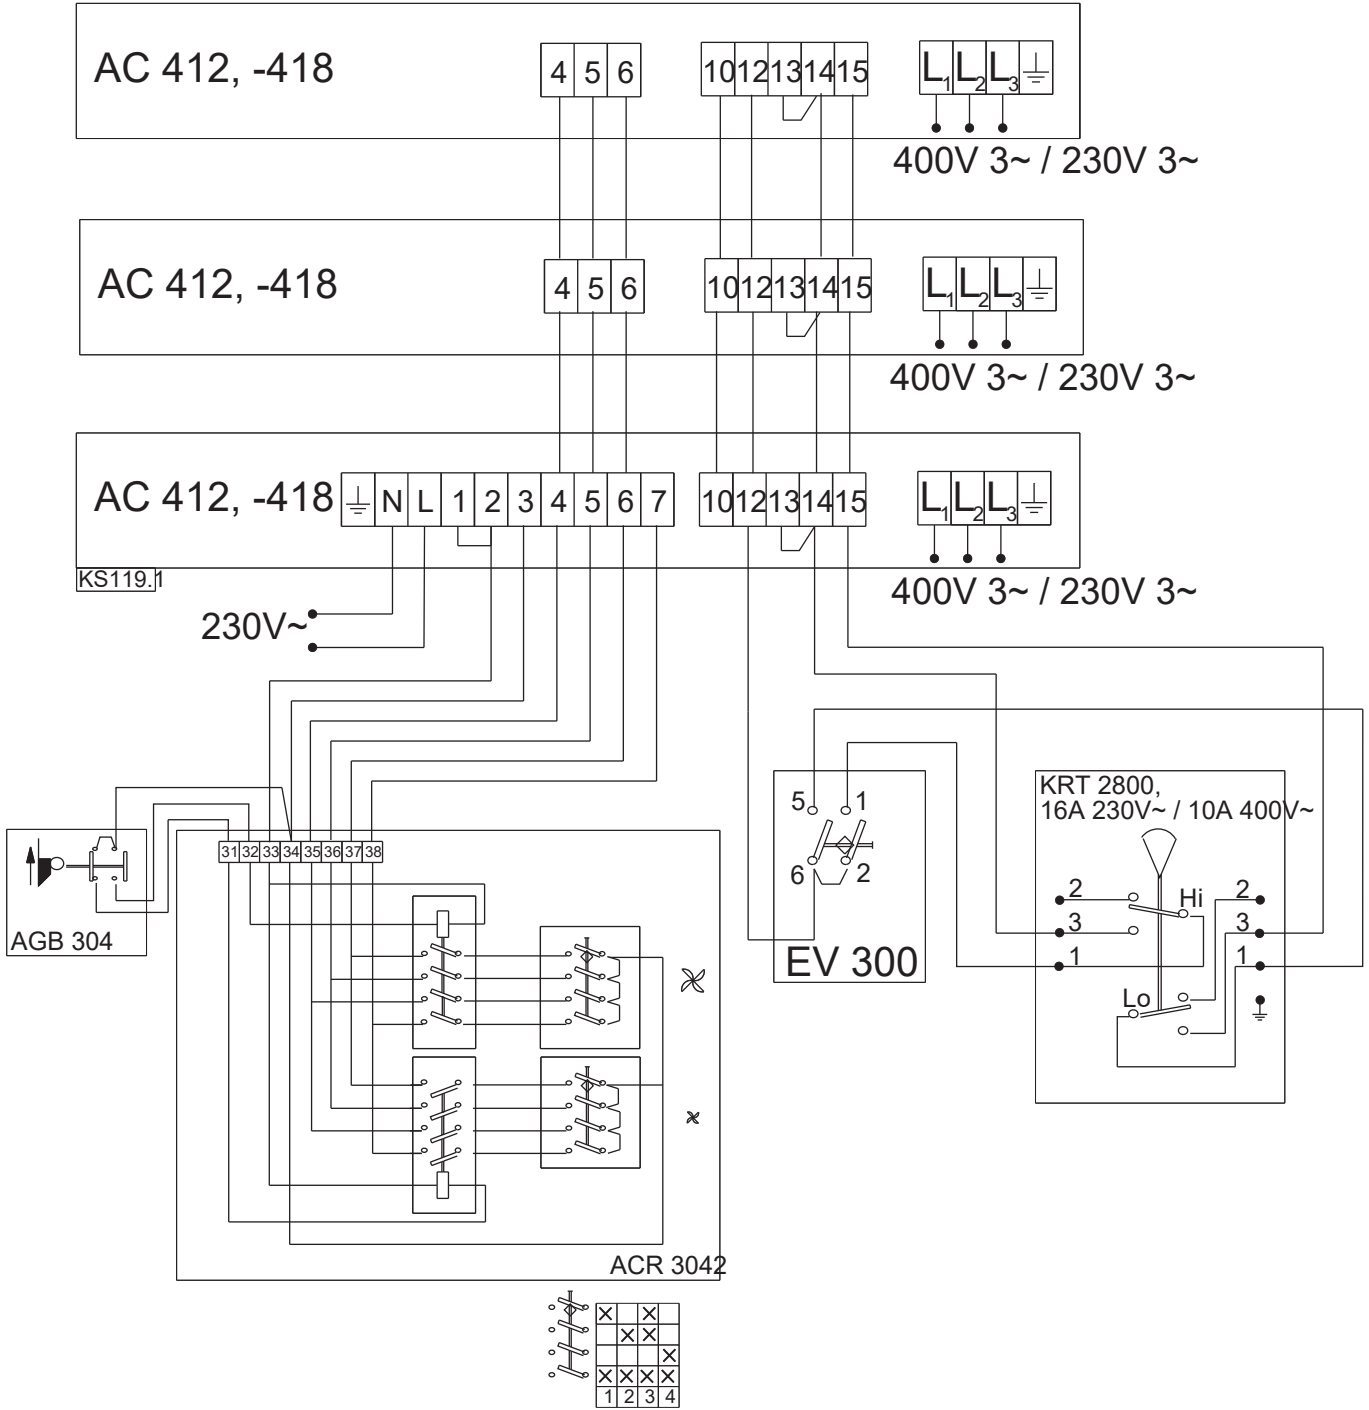 AC 412, -418
4 5 6
10 12 13 14 15
L1 L2 L3
400V 3~ / 230V 3~
AC 412, -418
4 5 6
10 12 13 14 15
L1 L2 L3
400V 3~ / 230V 3~
AC 412, -418
N L 1 2 3 4 5 6 7
10 12 13 14 15
L1 L2 L3
KS119.1
400V 3~ / 230V 3~
230V~
KRT 2800,
16A 230V~ / 10A 400V~
5 1
6 2
EV 300
2 Hi 2
3 3
1 1
Lo
31 32 33 34 35 36 37 38
AGB 304
ACR 3042
X X
X X
X
X X X X
1 2 3 4